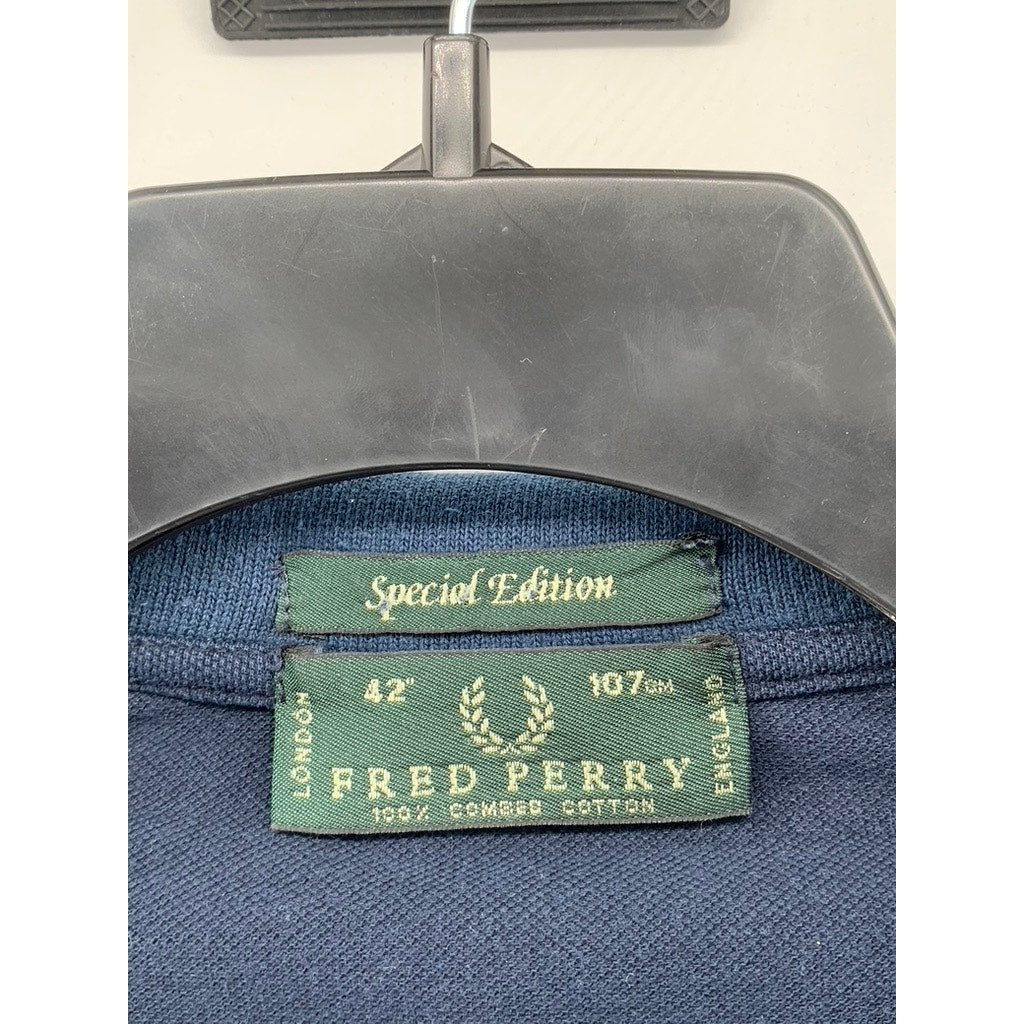 Special Edition
42" 107CM
LONDON
FRED PERRY
ENGLAND
100% COMBED COTTON